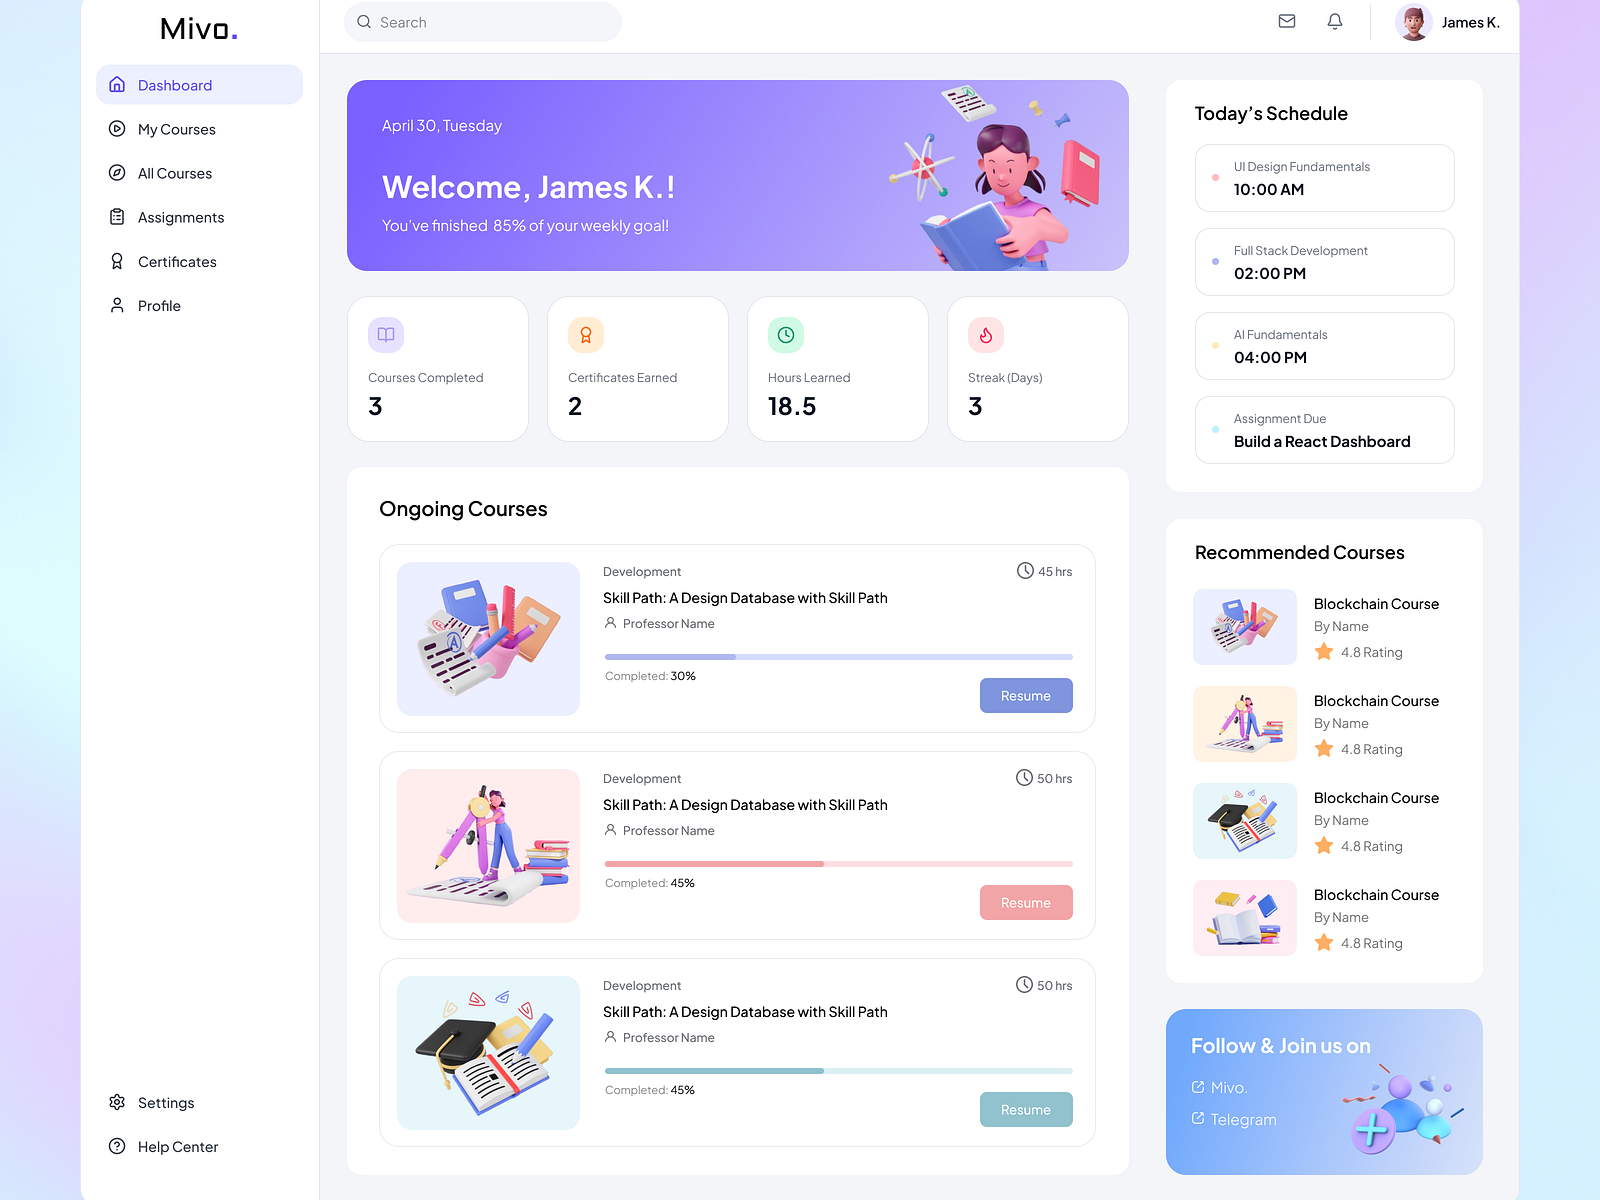 Mivo.
Dashboard
My Courses
All Courses
Assignments
Certificates
Profile
Settings
Help Center
Search
James K.
April 30, Tuesday
Welcome, James K.!
You've finished 85% of your weekly goal!
Courses Completed
3
Certificates Earned
2
Hours Learned
18.5
Streak (Days)
3
Ongoing Courses
Development
45 hrs
Skill Path: A Design Database with Skill Path
Professor Name
Completed: 30%
Resume
Development
50 hrs
Skill Path: A Design Database with Skill Path
Professor Name
Completed: 45%
Resume
Development
50 hrs
Skill Path: A Design Database with Skill Path
Professor Name
Completed: 45%
Resume
Today's Schedule
UI Design Fundamentals
10:00 AM
Full Stack Development
02:00 PM
AI Fundamentals
04:00 PM
Assignment Due
Build a React Dashboard
Recommended Courses
Blockchain Course
By Name
4.8 Rating
Blockchain Course
By Name
4.8 Rating
Blockchain Course
By Name
4.8 Rating
Blockchain Course
By Name
4.8 Rating
Follow & Join us on
Mivo.
Telegram